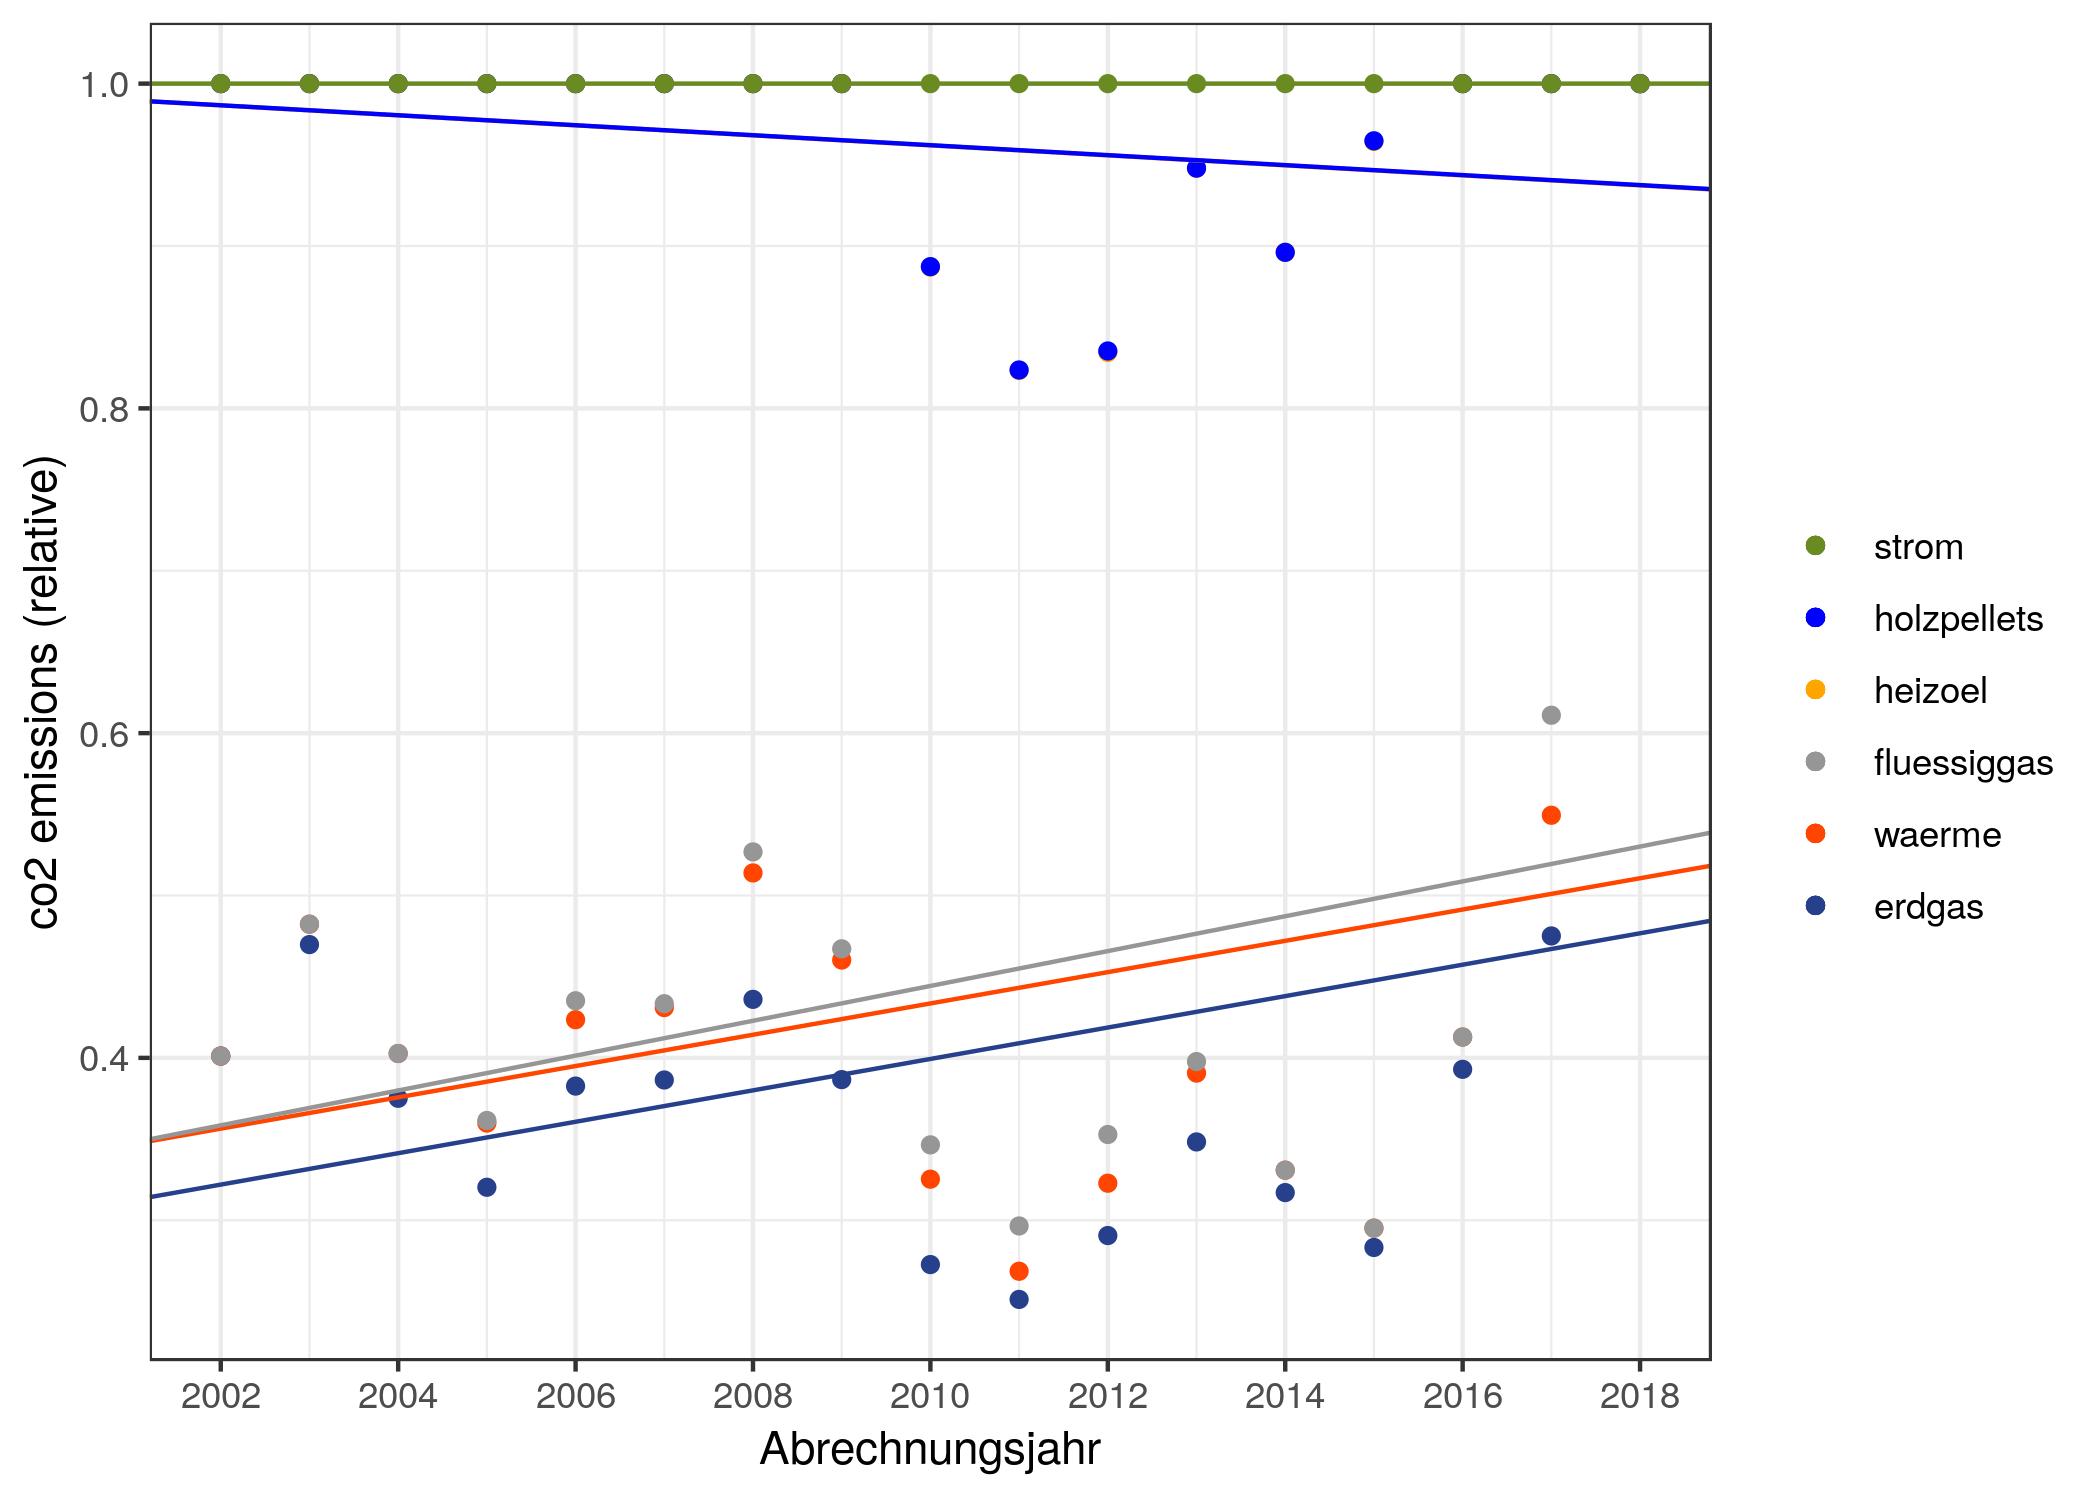 1.0
0.8
0.6
0.4
co2 emissions (relative)
2002 2004 2006 2008 2010 2012 2014 2016 2018
Abrechnungsjahr
strom
holzpellets
heizoel
fluessiggas
waerme
erdgas